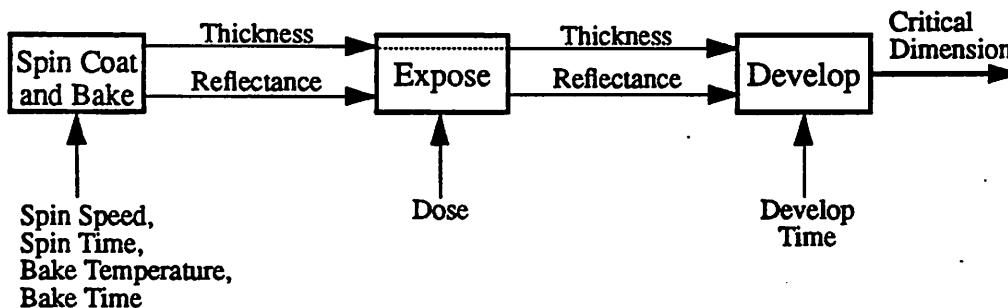 Spin Coat
and Bake
Thickness
Reflectance
Expose
Thickness
Reflectance
Develop
Critical
Dimension
Spin Speed,
Spin Time,
Bake Temperature,
Bake Time
Dose
Develop
Time